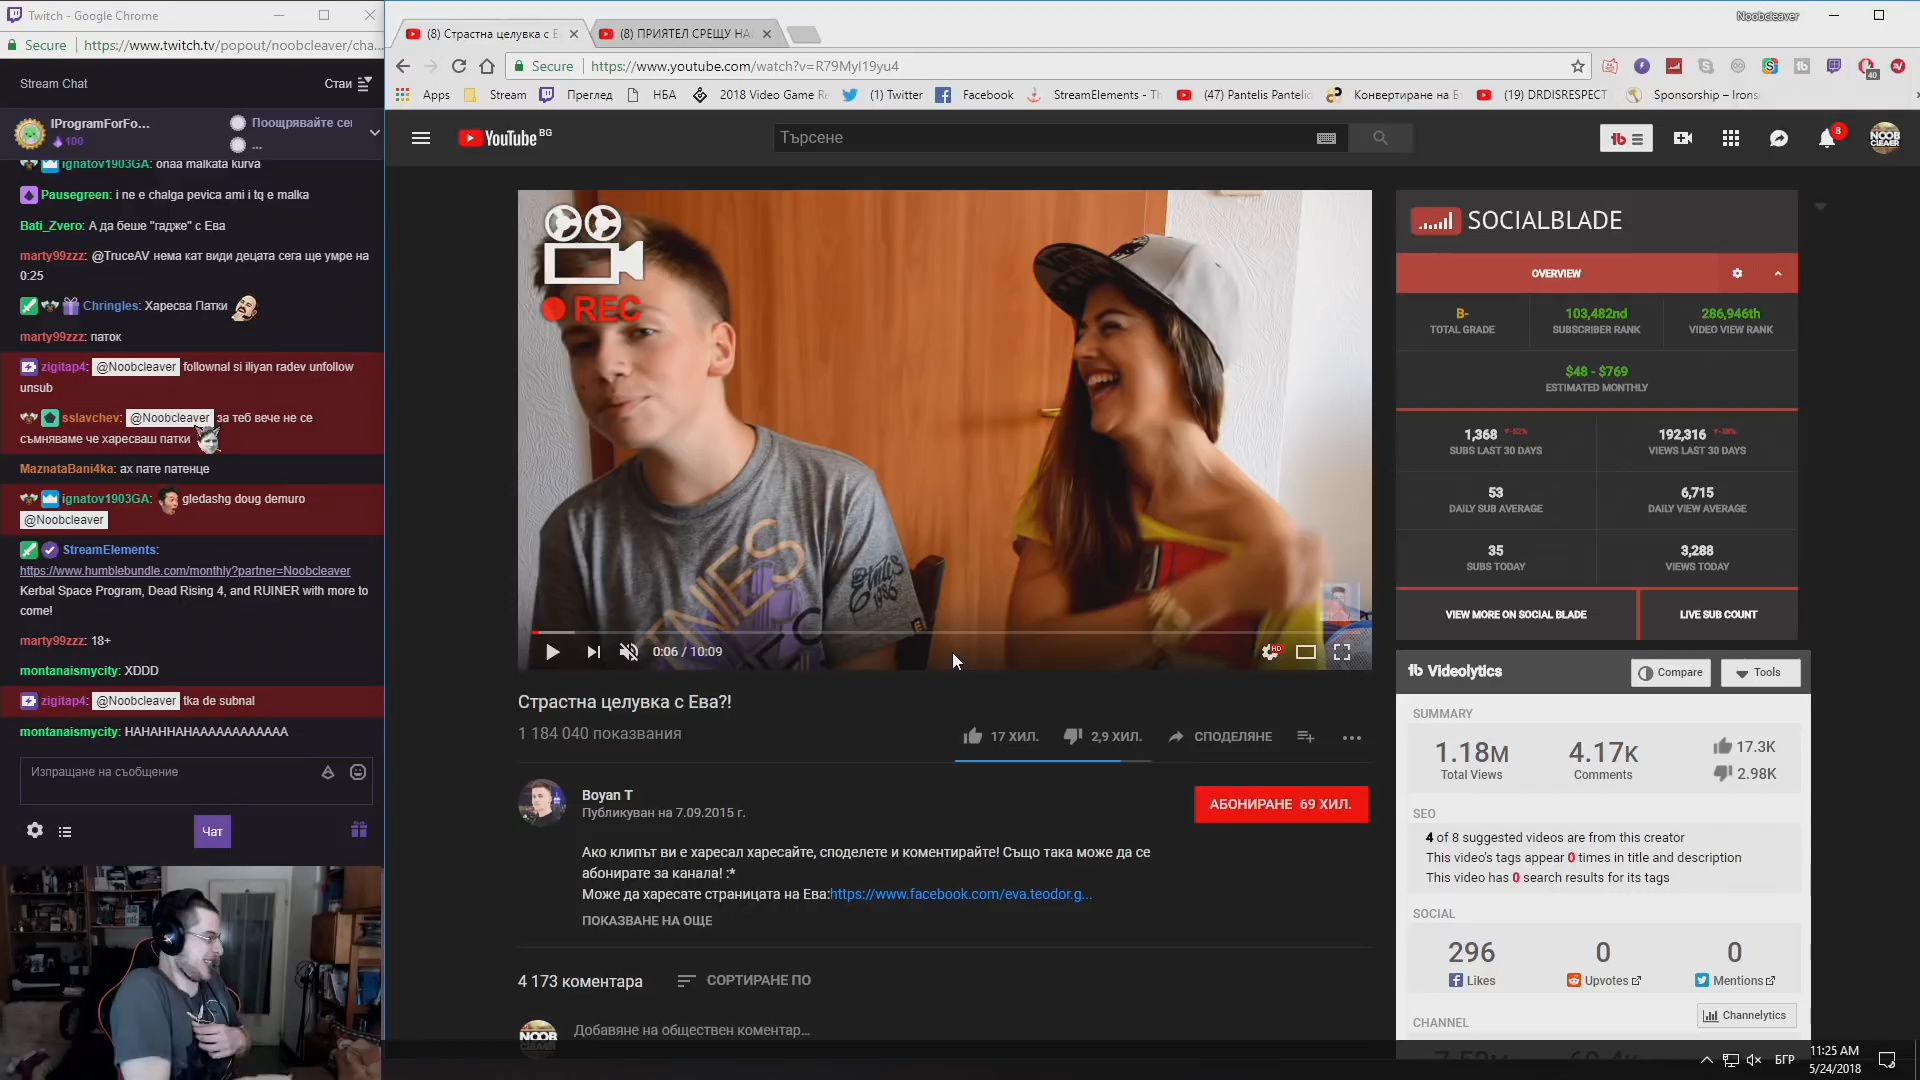 Twitch - Google Chrome
Secure https://www.twitch.tv/popout/noobcleaver/cha...
Stream Chat
Стаи
IProgramForFo...
100
Поощрявайте
...
ignatov1903GA: onaa malkata kurva
Pausegreen: i ne e chalga pevica ami i tq e malka
Bati_Zvero: А да беше "гадже" с Ева
marty99zzz: @TruceAV нема кат види децата сега ще умре на
0:25
Chringles: Харесва Патки
marty99zzz: паток
zigitap4: @Noobcleaver follownal si iliyan radev unfollow
unsub
sslavchev: @Noobcleaver за теб вече не се
съмняваме че харесваш патки
MaznataBani4ka: ах пате патенце
ignatov1903GA: gledashg doug demuro
@Noobcleaver
StreamElements:
https://www.humblebundle.com/monthly?partner=Noobcleaver
Kerbal Space Program, Dead Rising 4, and RUINER with more to
come!
marty99zzz: 18+
montanaismycity: XDDD
zigitap4: @Noobcleaver tka de subnal
montanaismycity: HAHAHHAHAAAAAAAAAAAA
Изпращане на съобщение
Чат
Noobcleaver
(8) Страстна целувка с Е
(8) ПРИЯТЕЛ СРЕЩУ НА
Secure https://www.youtube.com/watch?v=R79MyI19yu4
40
Apps Stream Преглед НБА 2018 Video Game Re (1) Twitter Facebook StreamElements - Th (47) Pantelis Pantelic Конвертиране на В (19) DRDISRESPECT Sponsorship – Irons
YouTube BG
Търсене
8
NOOB
CLEAVER
REC
ETNIES
0:06 / 10:09
HD
Страстна целувка с Ева?!
1 184 040 показвания
17 ХИЛ. 2,9 ХИЛ. СПОДЕЛЯНЕ
Boyan T
Публикуван на 7.09.2015 г.
АБОНИРАНЕ 69 ХИЛ.
Ако клипът ви е харесал харесайте, споделете и коментирайте! Също така може да се
абонирате за канала! :*
Може да харесате страницата на Ева:https://www.facebook.com/eva.teodor.g...
ПОКАЗВАНЕ НА ОЩЕ
4 173 коментара СОРТИРАНЕ ПО
NOOB
Добавяне на обществен коментар...
SOCIALBLADE
OVERVIEW
B- 103,482nd 286,946th
TOTAL GRADE SUBSCRIBER RANK VIDEO VIEW RANK
$48 - $769
ESTIMATED MONTHLY
1,368 192,316
SUBS LAST 30 DAYS VIEWS LAST 30 DAYS
53 6,715
DAILY SUB AVERAGE DAILY VIEW AVERAGE
35 3,288
SUBS TODAY VIEWS TODAY
VIEW MORE ON SOCIAL BLADE LIVE SUB COUNT
Videolytics Compare Tools
SUMMARY
1.18M 4.17K 17.3K
Total Views Comments 2.98K
SEO
4 of 8 suggested videos are from this creator
This video's tags appear 0 times in title and description
This video has 0 search results for its tags
SOCIAL
296 0 0
Likes Upvotes Mentions
Channelytics
CHANNEL
БГР
11:25 AM
5/24/2018